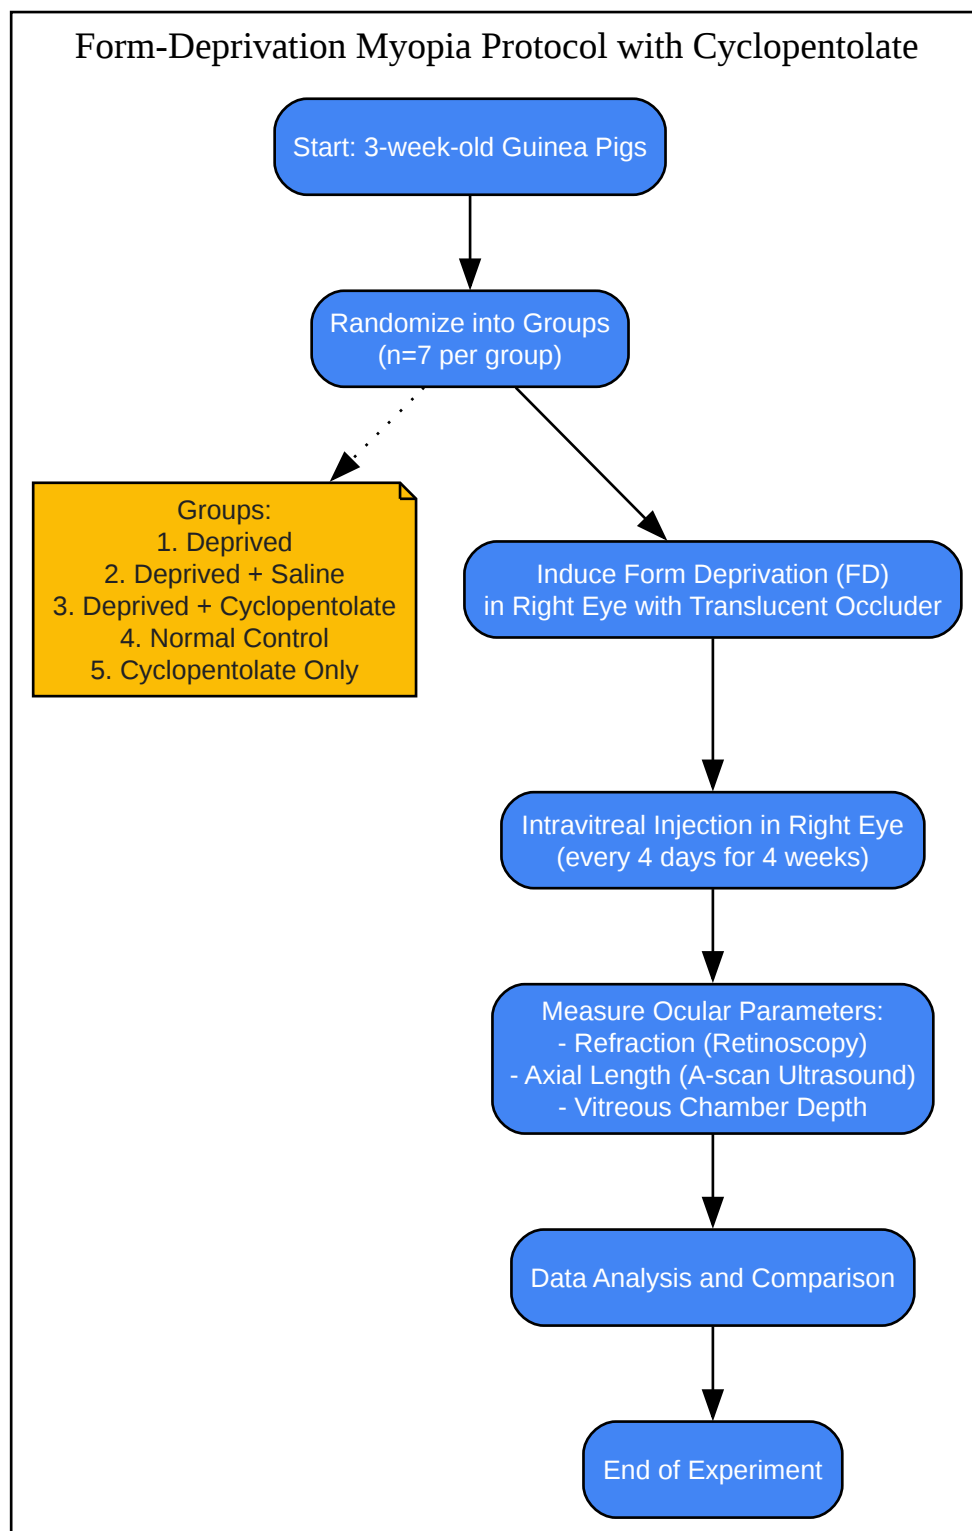 Form-Deprivation Myopia Protocol with Cyclopentolate
Start: 3-week-old Guinea Pigs
Randomize into Groups
(n=7 per group)
Groups:
1. Deprived
2. Deprived + Saline
3. Deprived + Cyclopentolate
4. Normal Control
5. Cyclopentolate Only
Induce Form Deprivation (FD)
in Right Eye with Translucent Occluder
Intravitreal Injection in Right Eye
(every 4 days for 4 weeks)
Measure Ocular Parameters:
- Refraction (Retinoscopy)
- Axial Length (A-scan Ultrasound)
- Vitreous Chamber Depth
Data Analysis and Comparison
End of Experiment